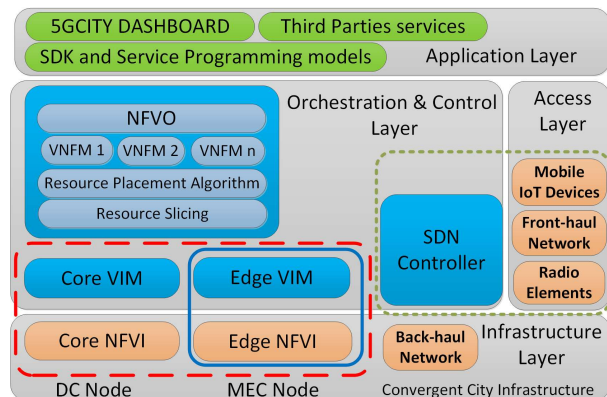 5GCITY DASHBOARD
Third Parties services
SDK and Service Programming models
Application Layer
NFVO
VNFM 1
VNFM 2
VNFM n
Resource Placement Algorithm
Resource Slicing
Orchestration & Control
Layer
Access
Layer
Mobile
IoT Devices
Front-haul
Network
Radio
Elements
SDN
Controller
Core VIM
Edge VIM
Core NFVI
Edge NFVI
Back-haul
Network
Infrastructure
Layer
DC Node
MEC Node
Convergent City Infrastructure